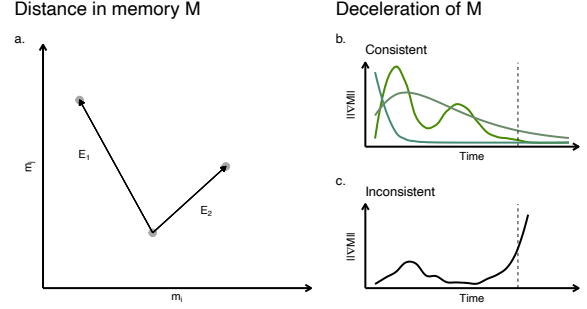 Distance in memory M
a.
E₁
E₂
mⱼ
mᵢ
Deceleration of M
b.
Consistent
||∇M||
Time
c.
Inconsistent
||∇M||
Time